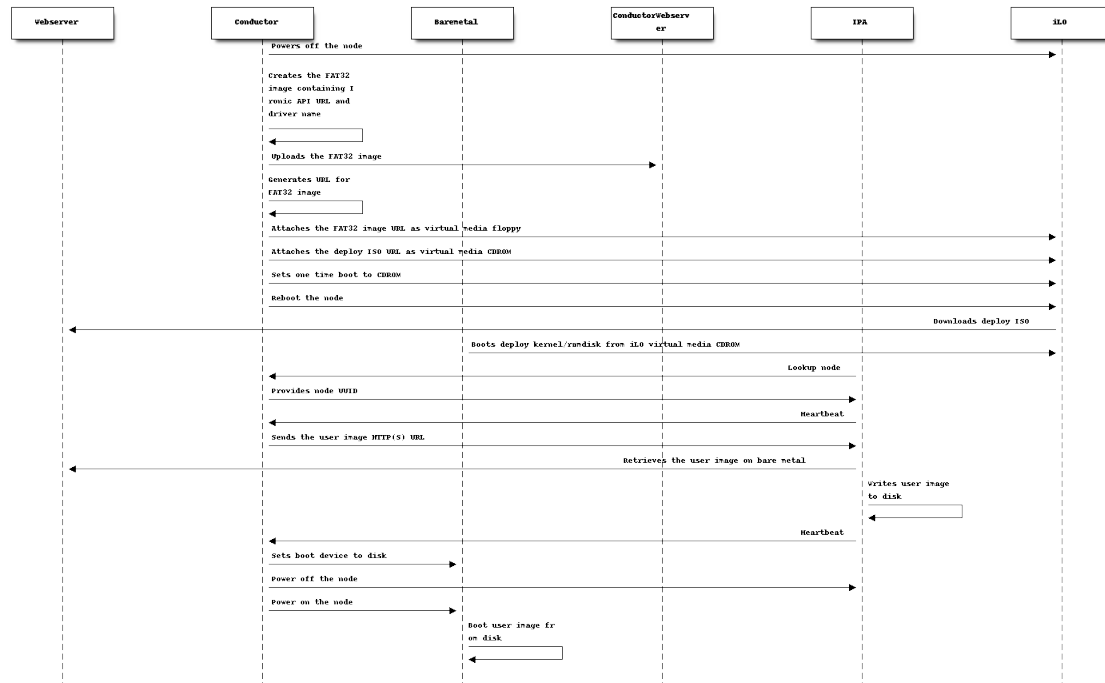 Webserver
Conductor
Baremetal
ConductorWebserv
er
IPA
iLO
Powers off the node
Creates the FAT32
image containing I
ronic API URL and
driver name
Uploads the FAT32 image
Generates URL for
FAT32 image
Attaches the FAT32 image URL as virtual media floppy
Attaches the deploy ISO URL as virtual media CDROM
Sets one time boot to CDROM
Reboot the node
Downloads deploy ISO
Boots deploy kernel/ramdisk from iLO virtual media CDROM
Lookup node
Provides node UUID
Heartbeat
Sends the user image HTTP(S) URL
Retrieves the user image on bare metal
Writes user image
to disk
Heartbeat
Sets boot device to disk
Power off the node
Power on the node
Boot user image fr
om disk